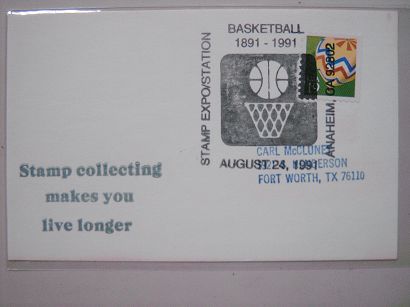 BASKETBALL
1891 - 1991
STAMP EXPO/STATION
ANAHEIM, CA 92802
AUGUST 24, 1991
CARL McCLUNE
FORT WORTH, TX 76110
Stamp collecting
makes you
live longer